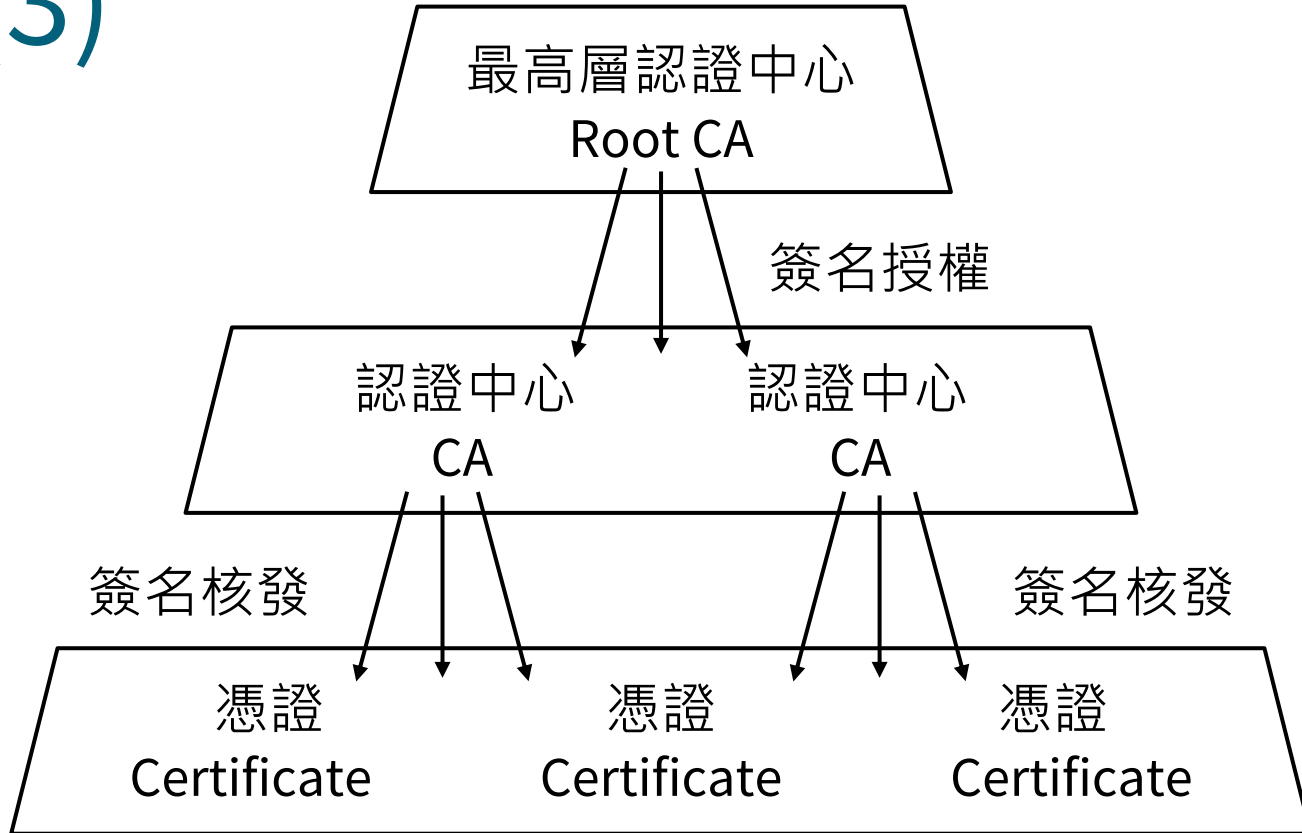 3)
最高層認證中心
Root CA
簽名授權
認證中心 認證中心
CA CA
簽名核發 簽名核發
憑證 憑證 憑證
Certificate Certificate Certificate